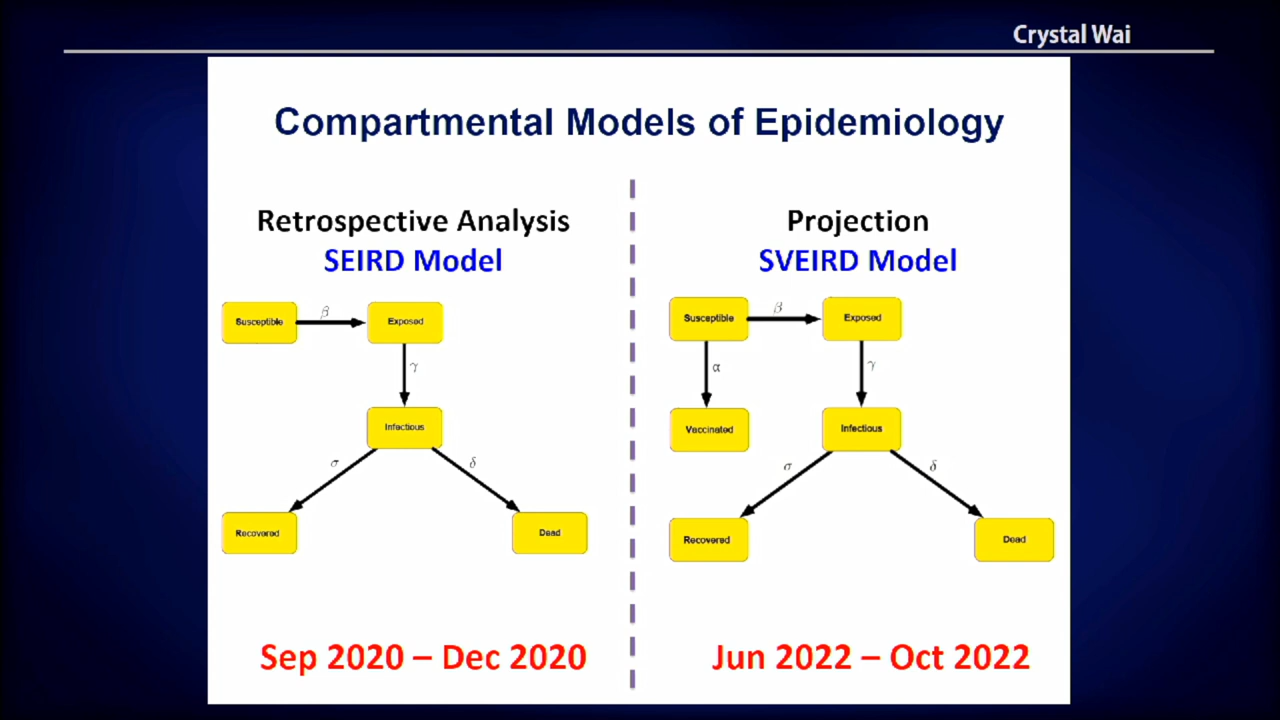 Crystal Wai
Compartmental Models of Epidemiology
Retrospective Analysis
SEIRD Model
Susceptible
β
Exposed
γ
Infectious
σ
δ
Recovered
Dead
Sep 2020 – Dec 2020
Projection
SVEIRD Model
Susceptible
β
Exposed
α
γ
Vaccinated
Infectious
σ
δ
Recovered
Dead
Jun 2022 – Oct 2022